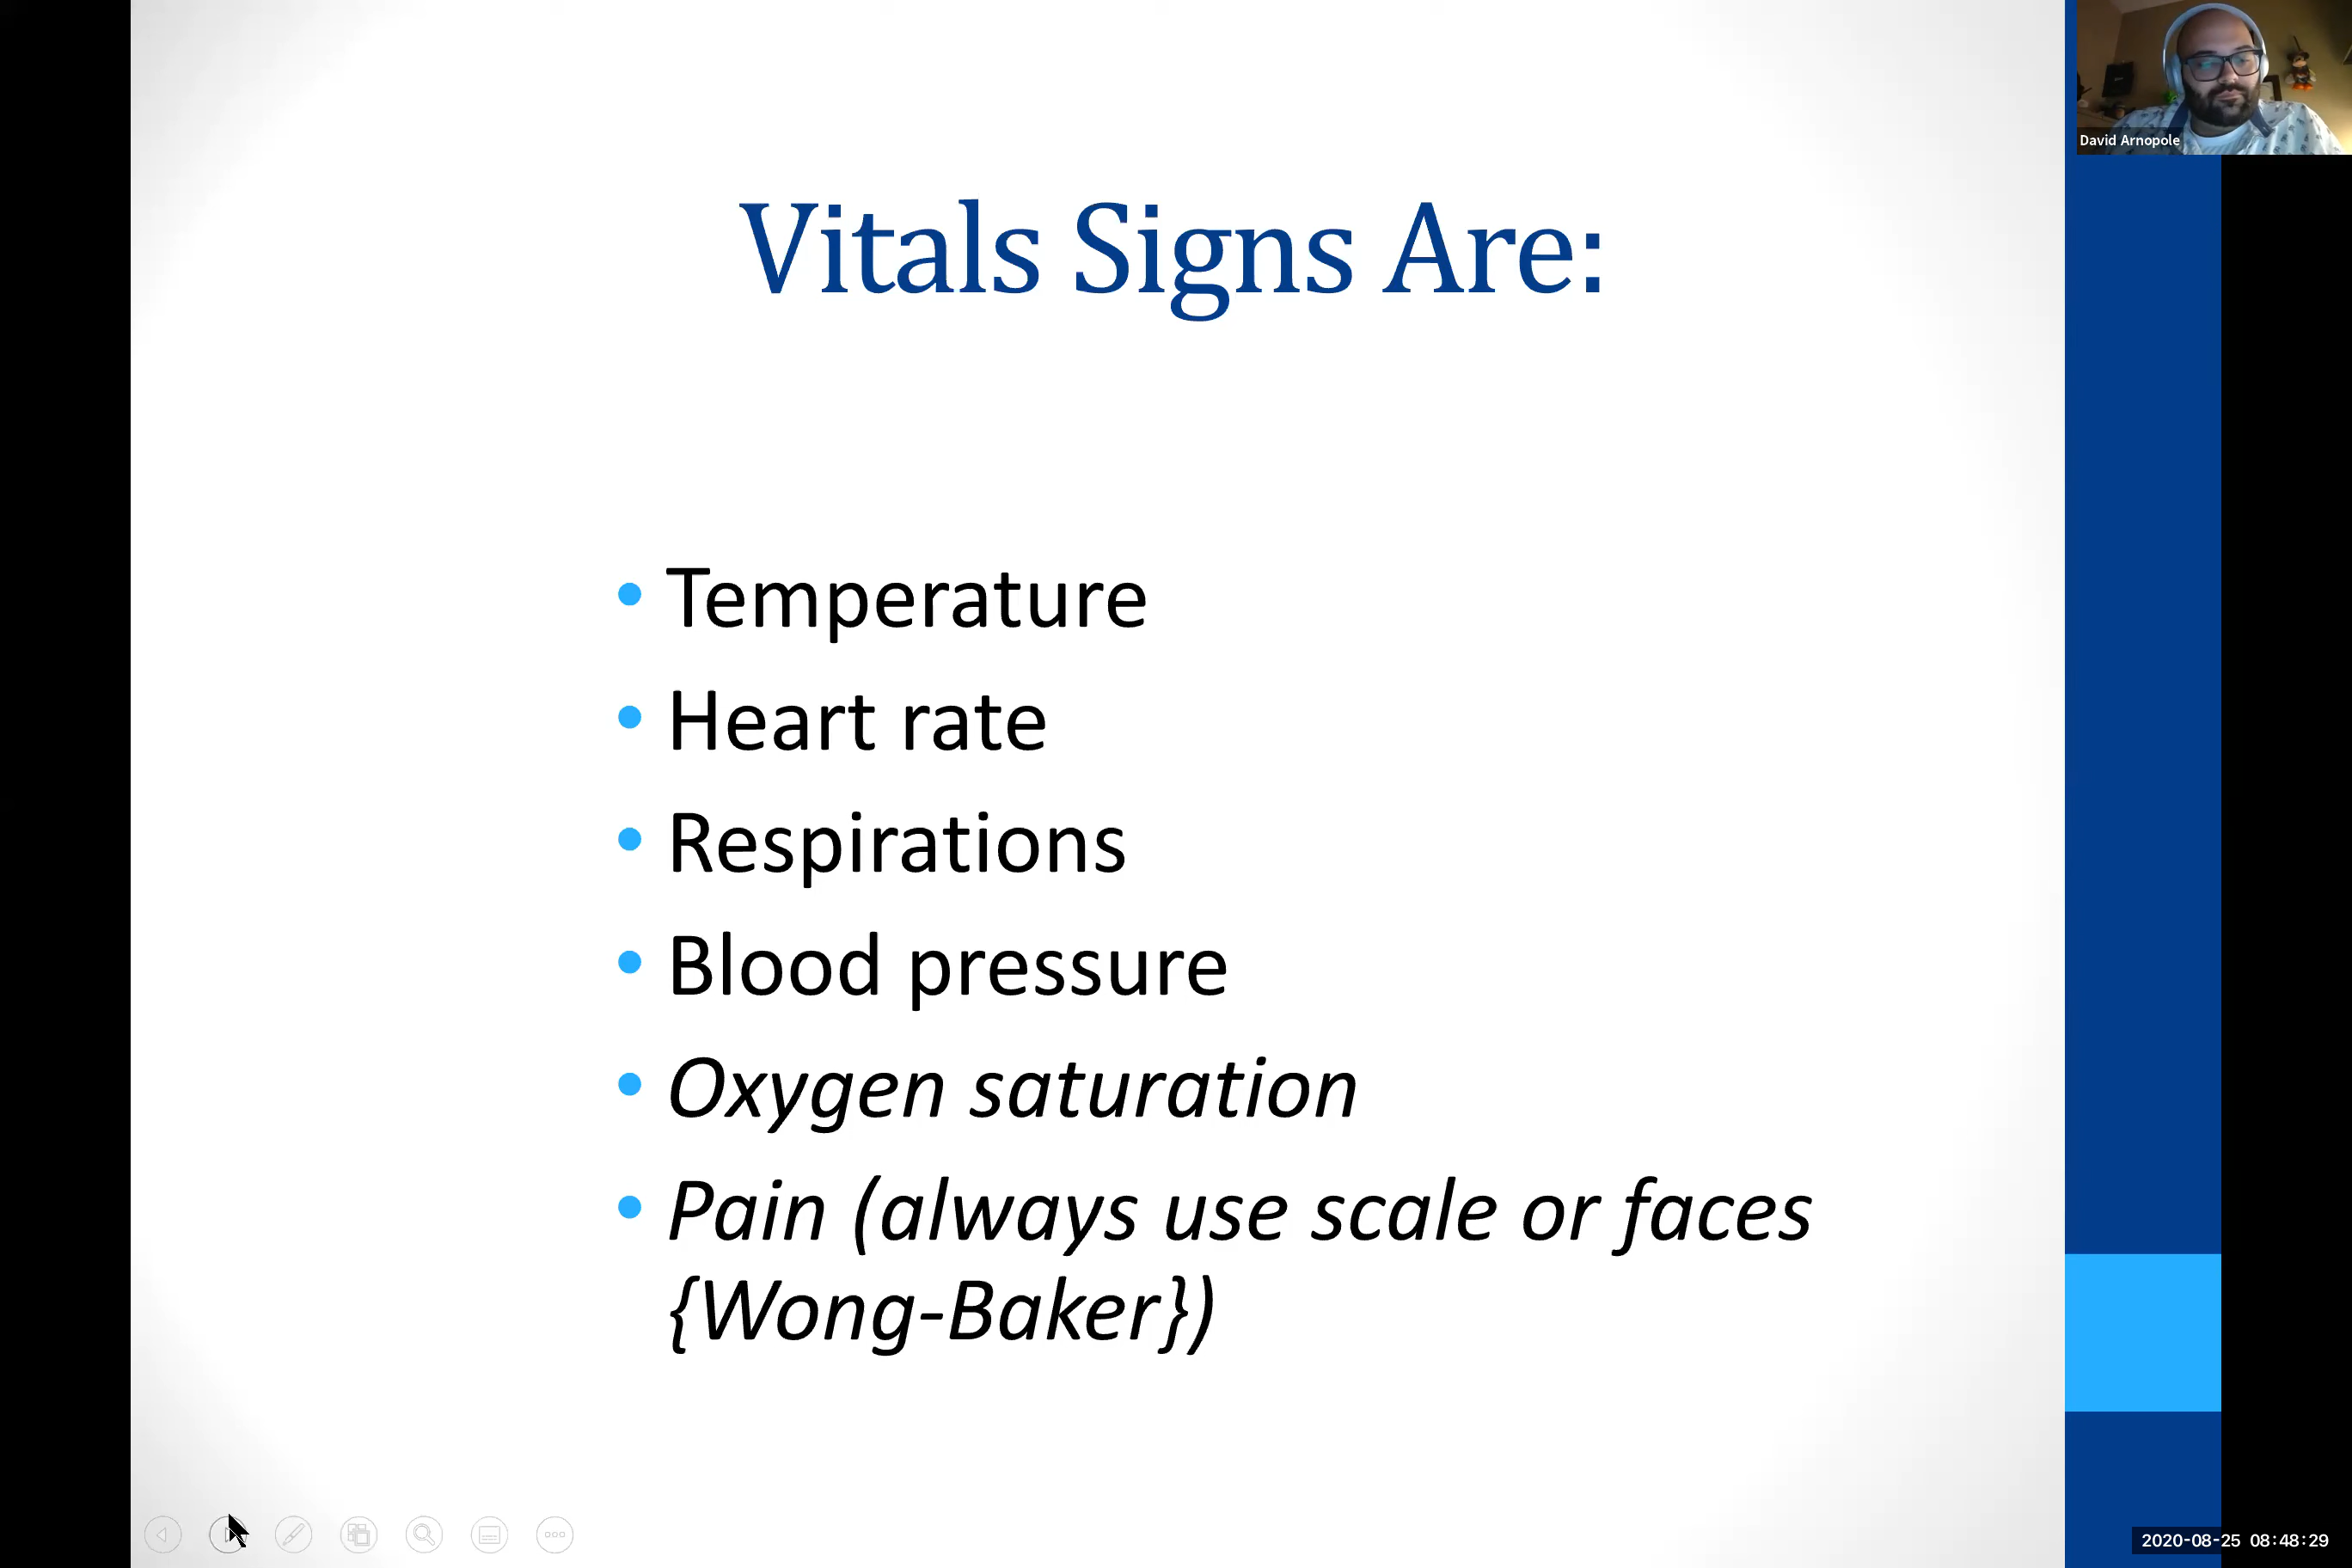 David Arnopole
Vitals Signs Are:
• Temperature
• Heart rate
• Respirations
• Blood pressure
• Oxygen saturation
• Pain (always use scale or faces
{Wong-Baker})
2020-08-25 08:48:29